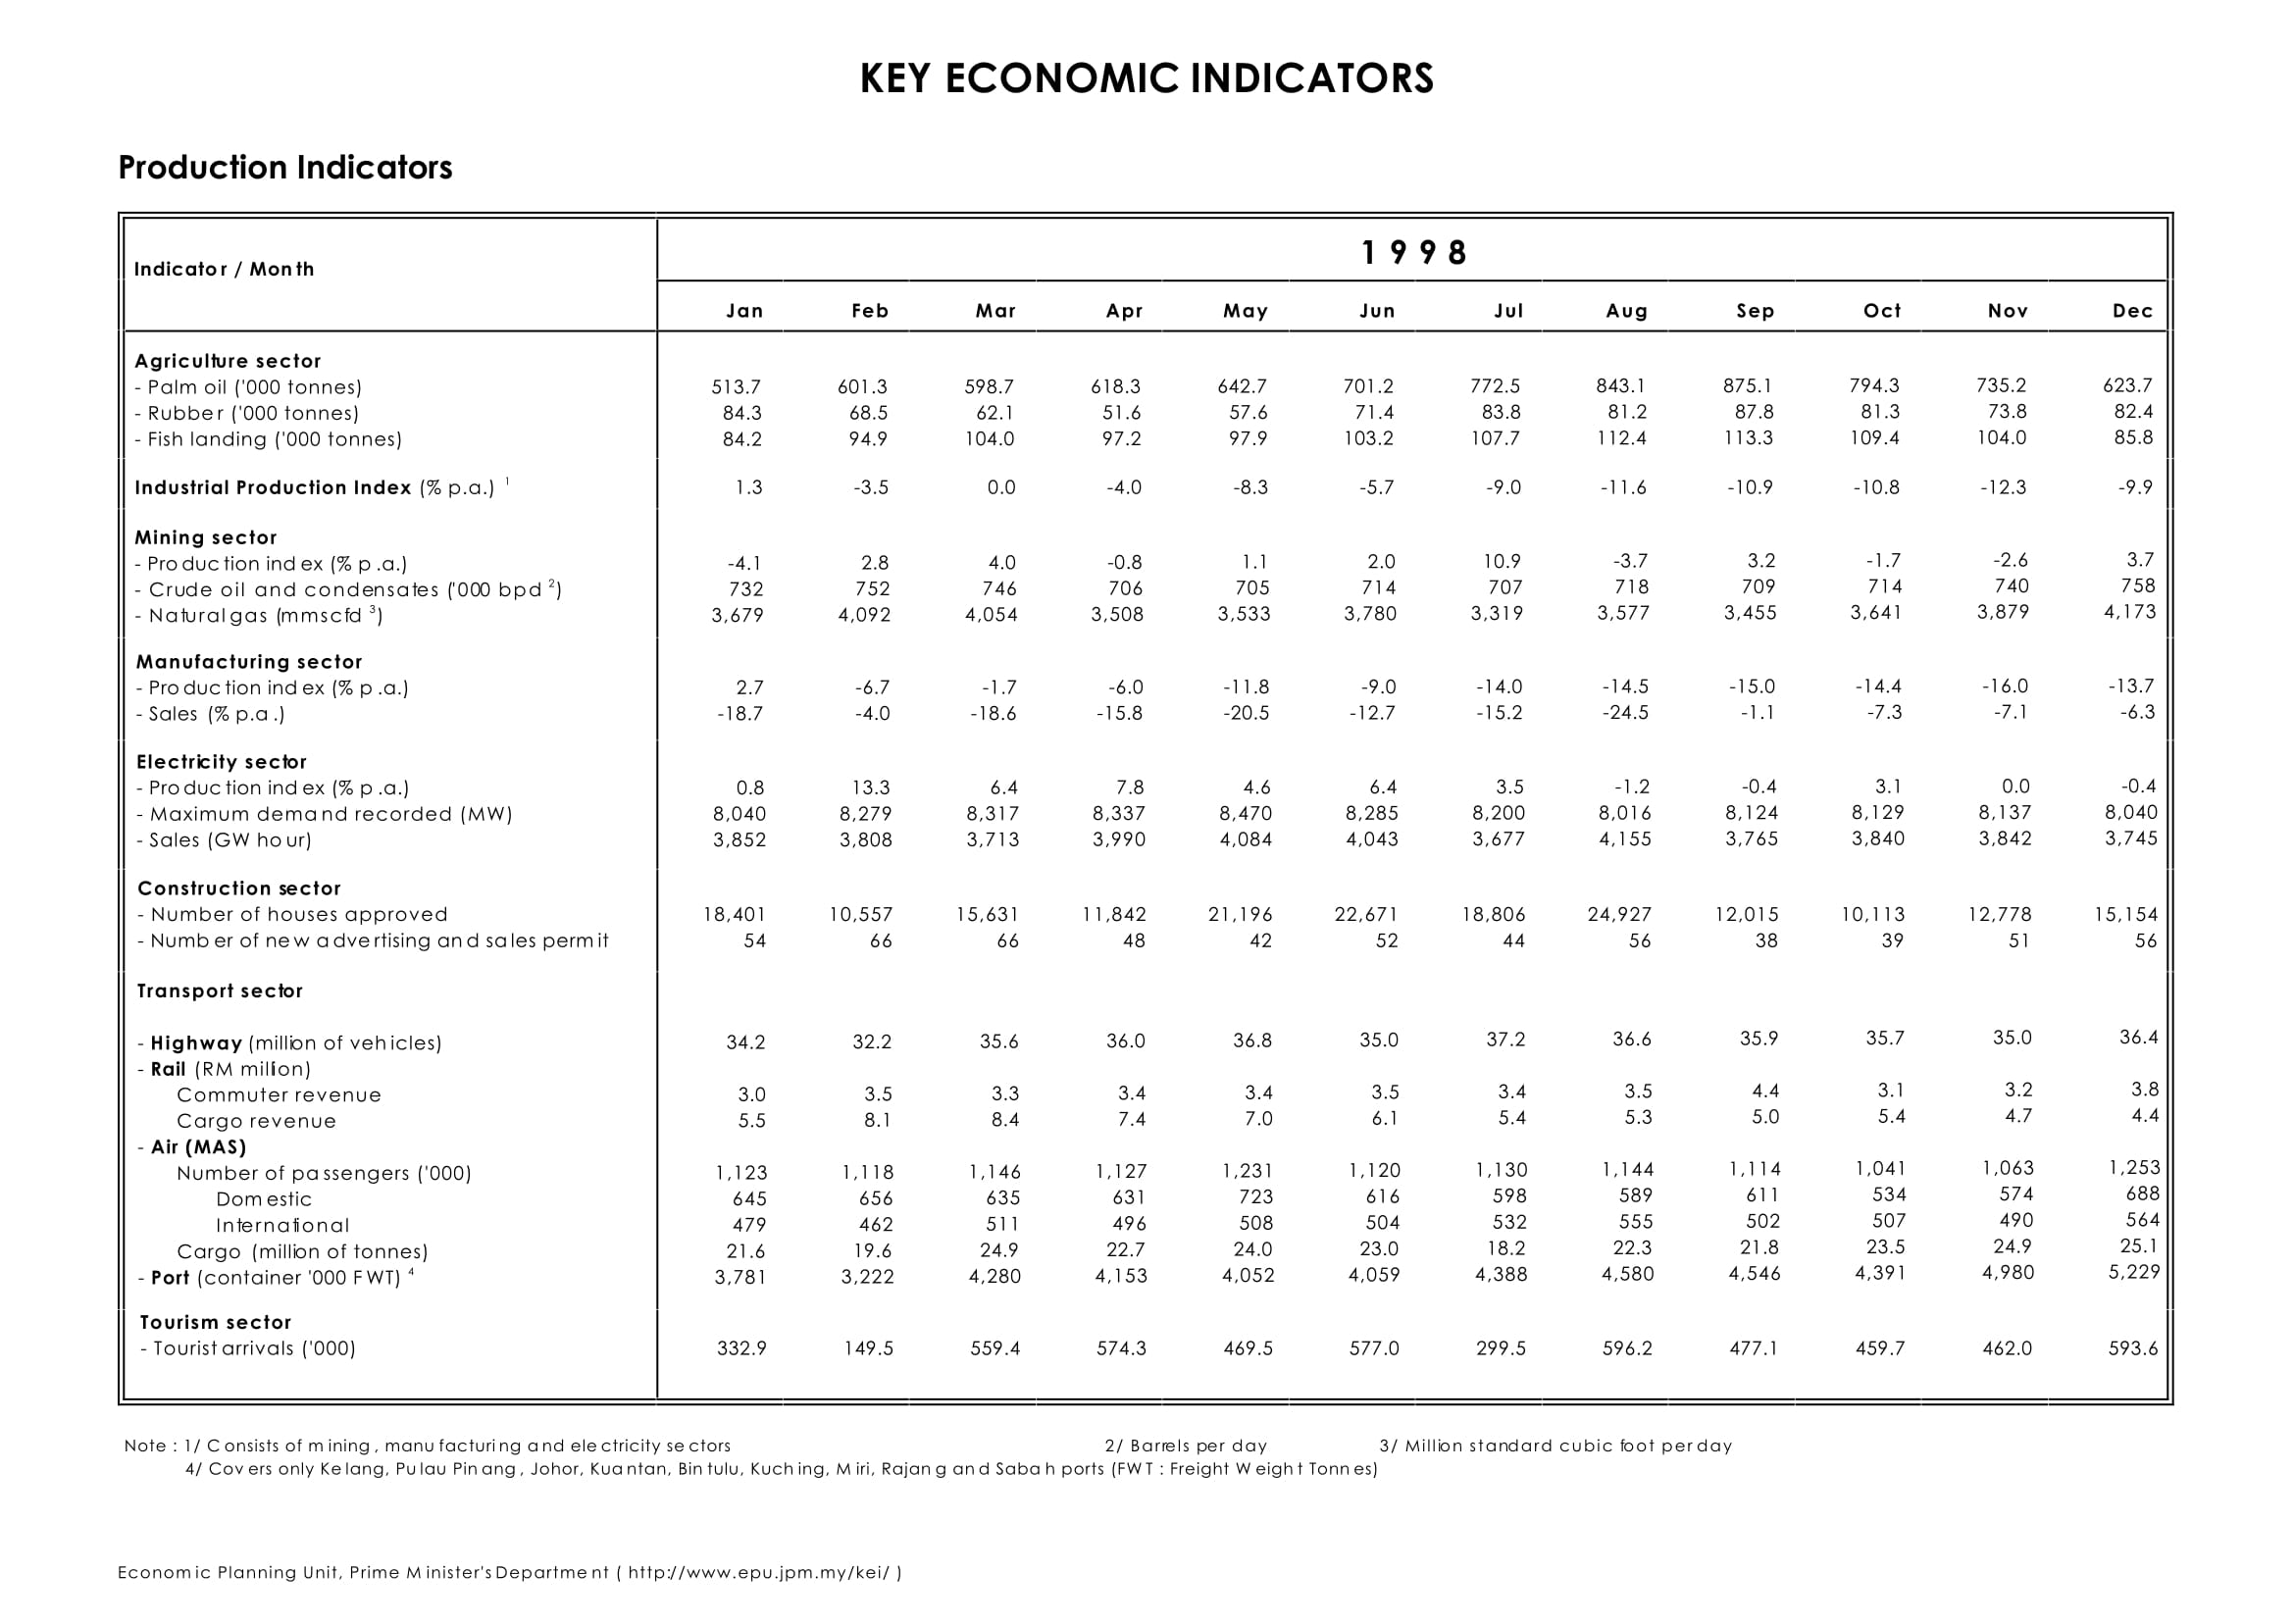 KEY ECONOMIC INDICATORS
Production Indicators
Indicator / Month
1 9 9 8
Jan Feb Mar Apr May Jun Jul Aug Sep Oct Nov Dec
Agriculture sector
- Palm oil ('000 tonnes) 513.7 601.3 598.7 618.3 642.7 701.2 772.5 843.1 875.1 794.3 735.2 623.7
- Rubber ('000 tonnes) 84.3 68.5 62.1 51.6 57.6 71.4 83.8 81.2 87.8 81.3 73.8 82.4
- Fish landing ('000 tonnes) 84.2 94.9 104.0 97.2 97.9 103.2 107.7 112.4 113.3 109.4 104.0 85.8
Industrial Production Index (% p.a.) 1 1.3 -3.5 0.0 -4.0 -8.3 -5.7 -9.0 -11.6 -10.9 -10.8 -12.3 -9.9
Mining sector
- Production index (% p.a.) -4.1 2.8 4.0 -0.8 1.1 2.0 10.9 -3.7 3.2 -1.7 -2.6 3.7
- Crude oil and condensates ('000 bpd 2) 732 752 746 706 705 714 707 718 709 714 740 758
- Natural gas (mmscfd 3) 3,679 4,092 4,054 3,508 3,533 3,780 3,319 3,577 3,455 3,641 3,879 4,173
Manufacturing sector
- Production index (% p.a.) 2.7 -6.7 -1.7 -6.0 -11.8 -9.0 -14.0 -14.5 -15.0 -14.4 -16.0 -13.7
- Sales (% p.a.) -18.7 -4.0 -18.6 -15.8 -20.5 -12.7 -15.2 -24.5 -1.1 -7.3 -7.1 -6.3
Electricity sector
- Production index (% p.a.) 0.8 13.3 6.4 7.8 4.6 6.4 3.5 -1.2 -0.4 3.1 0.0 -0.4
- Maximum demand recorded (MW) 8,040 8,279 8,317 8,337 8,470 8,285 8,200 8,016 8,124 8,129 8,137 8,040
- Sales (GW hour) 3,852 3,808 3,713 3,990 4,084 4,043 3,677 4,155 3,765 3,840 3,842 3,745
Construction sector
- Number of houses approved 18,401 10,557 15,631 11,842 21,196 22,671 18,806 24,927 12,015 10,113 12,778 15,154
- Number of new advertising and sales permit 54 66 66 48 42 52 44 56 38 39 51 56
Transport sector
- Highway (million of vehicles) 34.2 32.2 35.6 36.0 36.8 35.0 37.2 36.6 35.9 35.7 35.0 36.4
- Rail (RM million)
Commuter revenue 3.0 3.5 3.3 3.4 3.4 3.5 3.4 3.5 4.4 3.1 3.2 3.8
Cargo revenue 5.5 8.1 8.4 7.4 7.0 6.1 5.4 5.3 5.0 5.4 4.7 4.4
- Air (MAS)
Number of passengers ('000) 1,123 1,118 1,146 1,127 1,231 1,120 1,130 1,144 1,114 1,041 1,063 1,253
Domestic 645 656 635 631 723 616 598 589 611 534 574 688
International 479 462 511 496 508 504 532 555 502 507 490 564
Cargo (million of tonnes) 21.6 19.6 24.9 22.7 24.0 23.0 18.2 22.3 21.8 23.5 24.9 25.1
- Port (container '000 FWT) 4 3,781 3,222 4,280 4,153 4,052 4,059 4,388 4,580 4,546 4,391 4,980 5,229
Tourism sector
- Tourist arrivals ('000) 332.9 149.5 559.4 574.3 469.5 577.0 299.5 596.2 477.1 459.7 462.0 593.6
Note : 1/ Consists of mining, manufacturing and electricity sectors 2/ Barrels per day 3/ Million standard cubic foot per day
4/ Covers only Kelang, Pulau Pinang, Johor, Kuantan, Bintulu, Kuching, Miri, Rajang and Sabah ports (FWT : Freight Weight Tonnes)
Economic Planning Unit, Prime Minister's Department ( http://www.epu.jpm.my/kei/ )